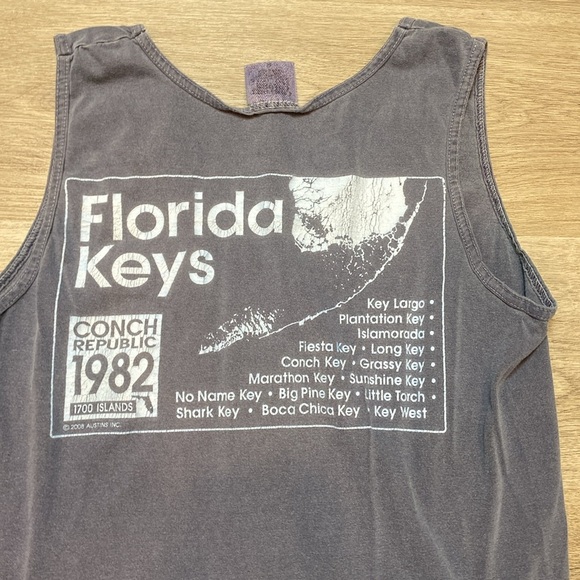 Florida
Keys
Key Largo •
Plantation Key •
Islamorada •
Fiesta Key • Long Key •
Conch Key • Grassy Key •
Marathon Key • Sunshine Key •
No Name Key • Big Pine Key • Little Torch •
Shark Key • Boca Chica Key • Key West
CONCH
REPUBLIC
1982
1700 ISLANDS
© 2008 AUSTINS INC.